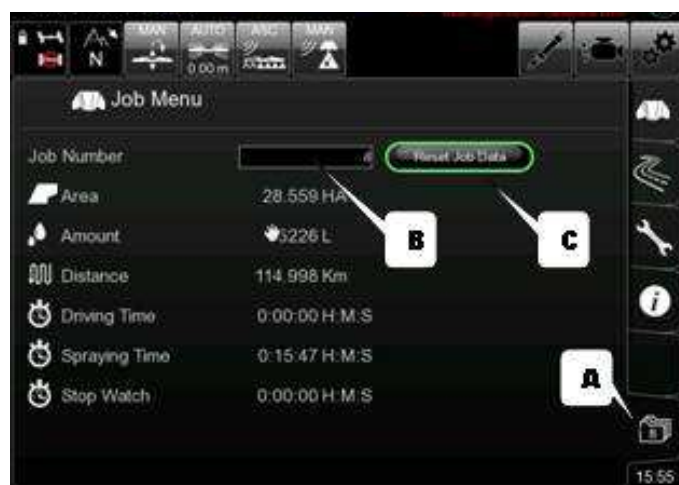 MAN AUTO ASC MAN
N 0.00 m
Job Menu
Job Number Reset Job Data
Area 28.559 HA
Amount 6226 L
Distance 114.998 Km
Driving Time 0:00:00 H:M:S
Spraying Time 0:15:47 H:M:S
Stop Watch 0:00:00 H:M:S
B
C
A
15:55